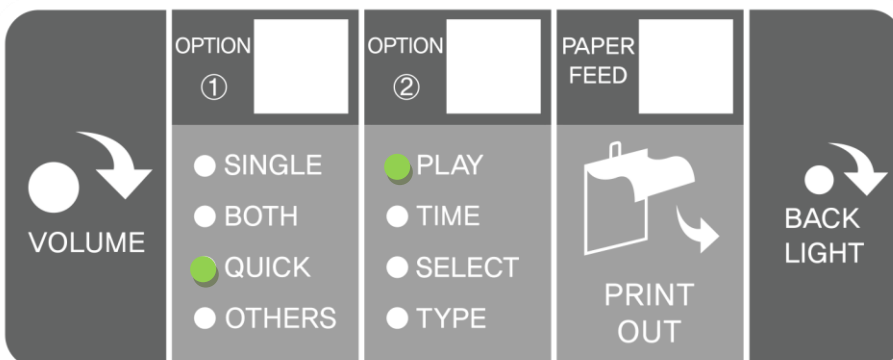 VOLUME
OPTION
①
SINGLE
BOTH
QUICK
OTHERS
OPTION
②
PLAY
TIME
SELECT
TYPE
PAPER
FEED
PRINT
OUT
BACK
LIGHT